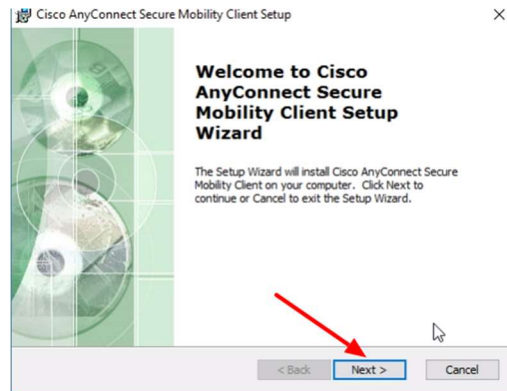 Cisco AnyConnect Secure Mobility Client Setup
Welcome to Cisco
AnyConnect Secure
Mobility Client Setup
Wizard
The Setup Wizard will install Cisco AnyConnect Secure
Mobility Client on your computer. Click Next to
continue or Cancel to exit the Setup Wizard.
< Back Next > Cancel